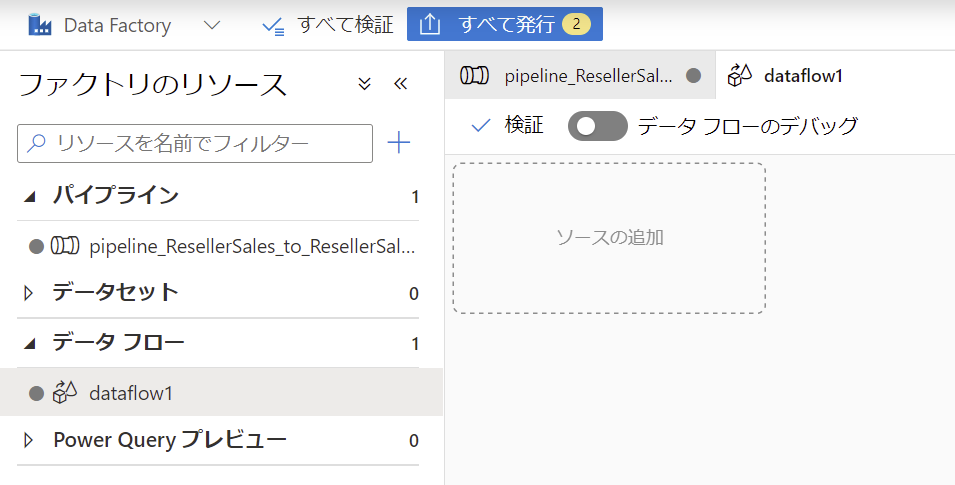 Data Factory すべて検証 すべて発行 2
ファクトリのリソース
リソースを名前でフィルター
パイプライン 1
pipeline_ResellerSales_to_ResellerSal...
データセット 0
データ フロー 1
dataflow1
Power Query プレビュー 0
pipeline_ResellerSal... dataflow1
検証 データ フローのデバッグ
ソースの追加